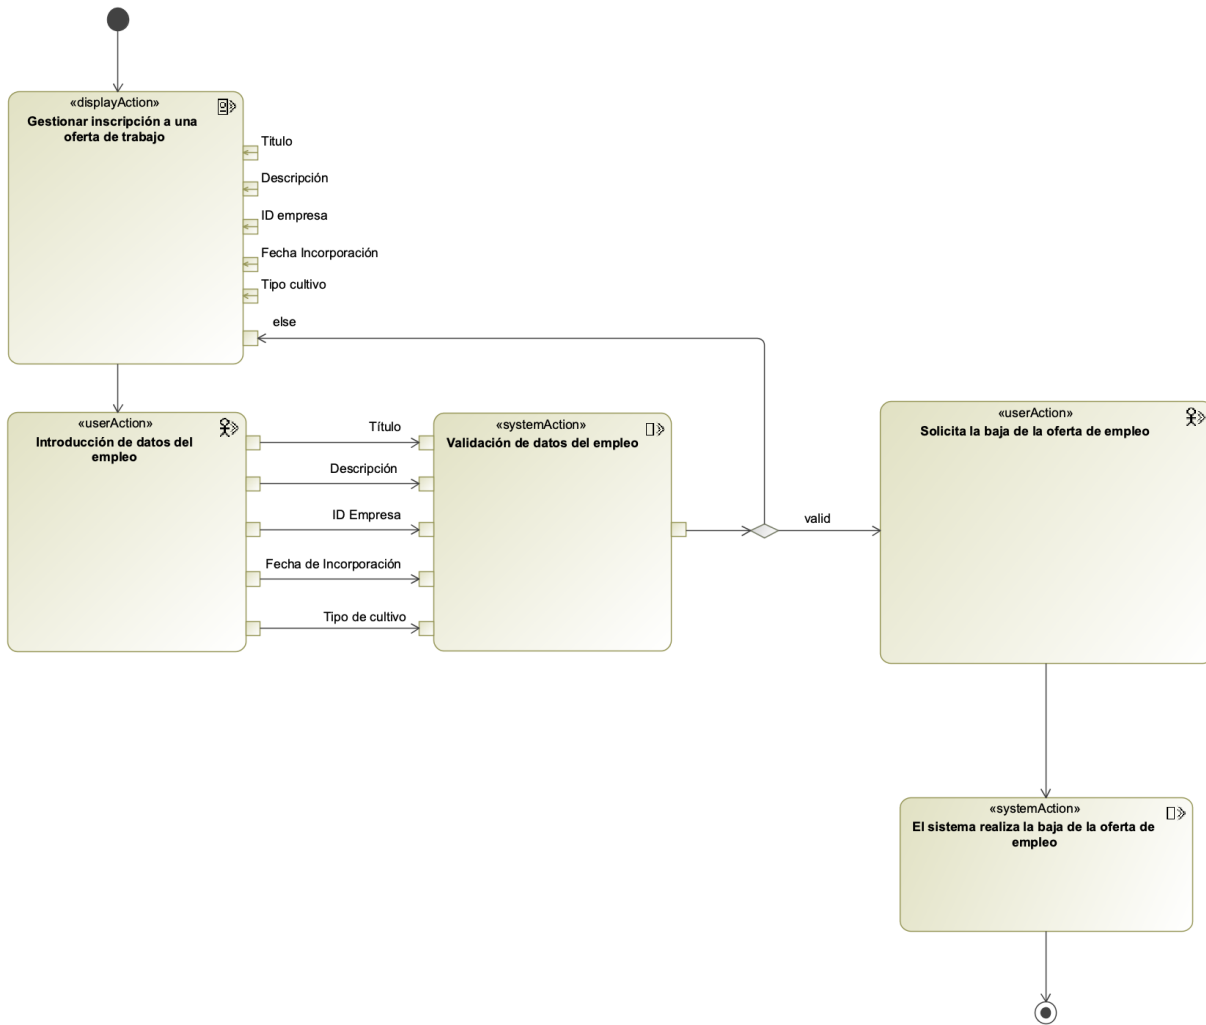 «displayAction»
Gestionar inscripción a una
oferta de trabajo
Titulo
Descripción
ID empresa
Fecha Incorporación
Tipo cultivo
else
«userAction»
Introducción de datos del
empleo
Título
Descripción
ID Empresa
Fecha de Incorporación
Tipo de cultivo
«systemAction»
Validación de datos del empleo
valid
«userAction»
Solicita la baja de la oferta de empleo
«systemAction»
El sistema realiza la baja de la oferta de
empleo